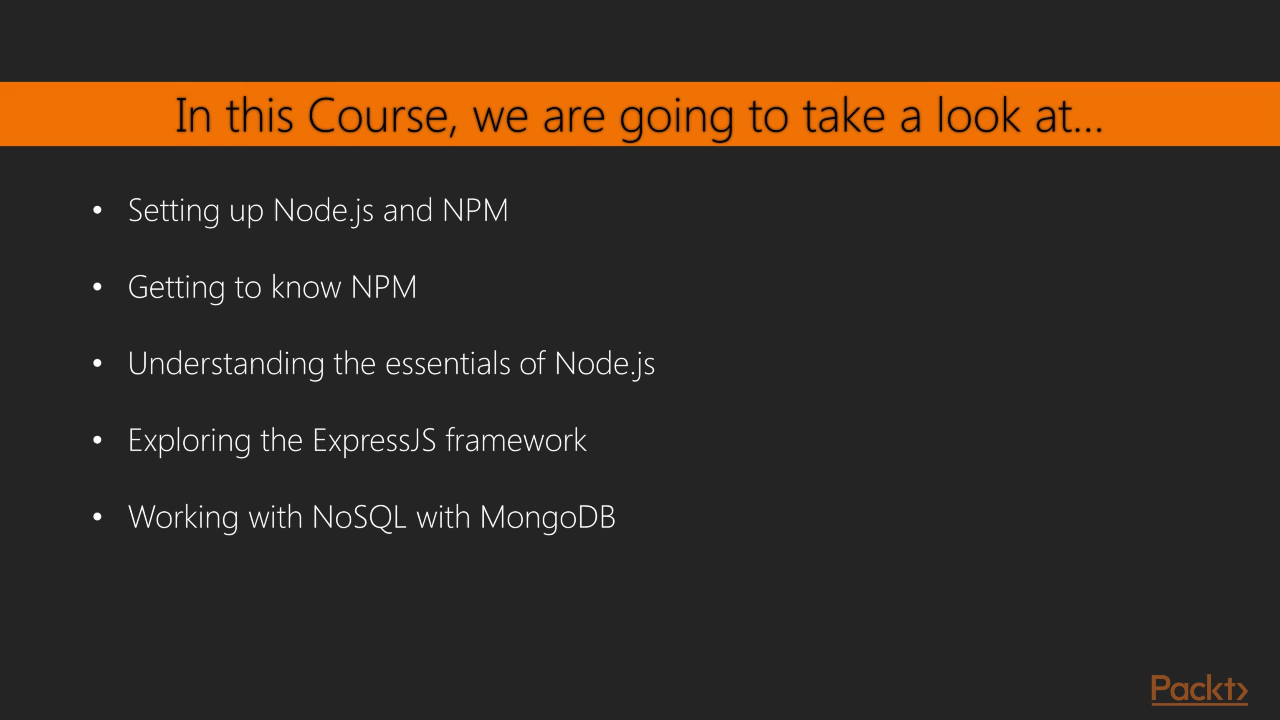 In this Course, we are going to take a look at...
• Setting up Node.js and NPM
• Getting to know NPM
• Understanding the essentials of Node.js
• Exploring the ExpressJS framework
• Working with NoSQL with MongoDB
Packt>